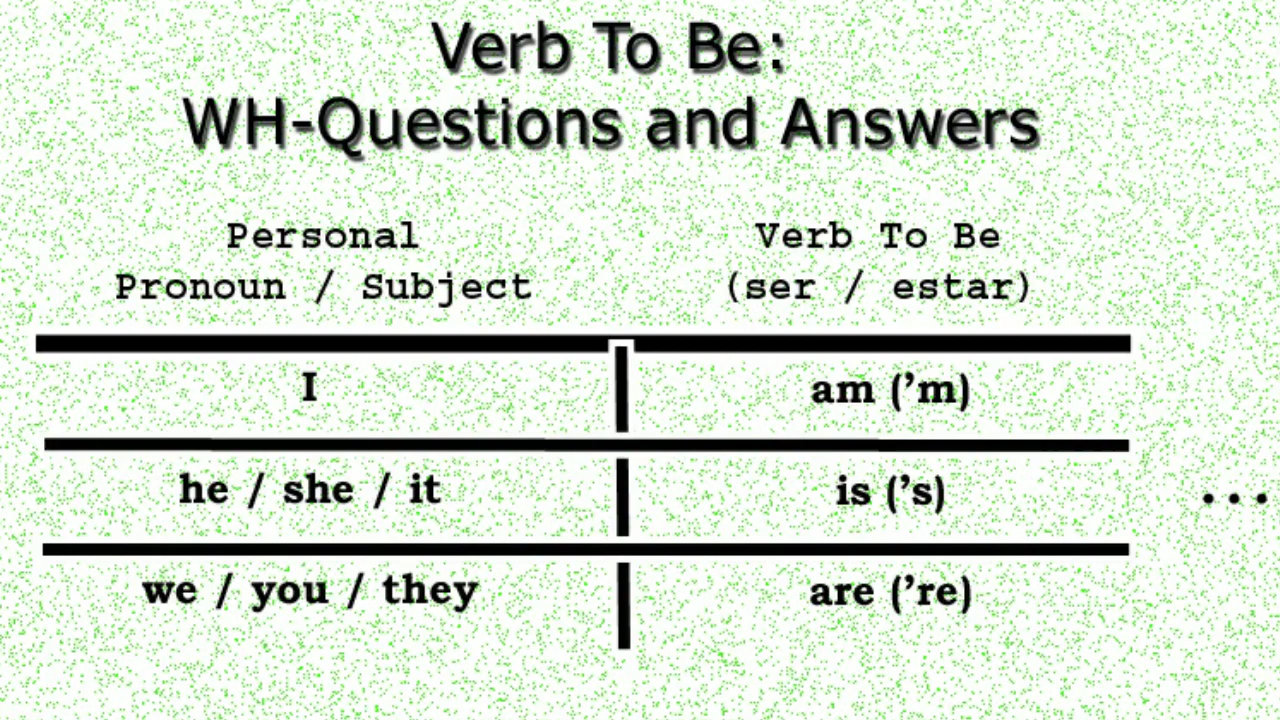 Verb To Be:
WH-Questions and Answers
Personal
Pronoun / Subject
Verb To Be
(ser / estar)
I
am (’m)
he / she / it
is (’s)
...
we / you / they
are (’re)